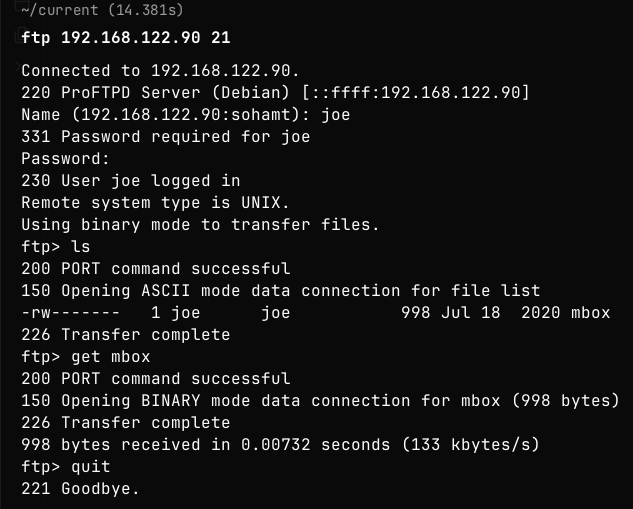 ~/current (14.381s)
ftp 192.168.122.90 21
Connected to 192.168.122.90.
220 ProFTPD Server (Debian) [::ffff:192.168.122.90]
Name (192.168.122.90:sohamt): joe
331 Password required for joe
Password:
230 User joe logged in
Remote system type is UNIX.
Using binary mode to transfer files.
ftp> ls
200 PORT command successful
150 Opening ASCII mode data connection for file list
-rw-------   1 joe      joe           998 Jul 18  2020 mbox
226 Transfer complete
ftp> get mbox
200 PORT command successful
150 Opening BINARY mode data connection for mbox (998 bytes)
226 Transfer complete
998 bytes received in 0.00732 seconds (133 kbytes/s)
ftp> quit
221 Goodbye.